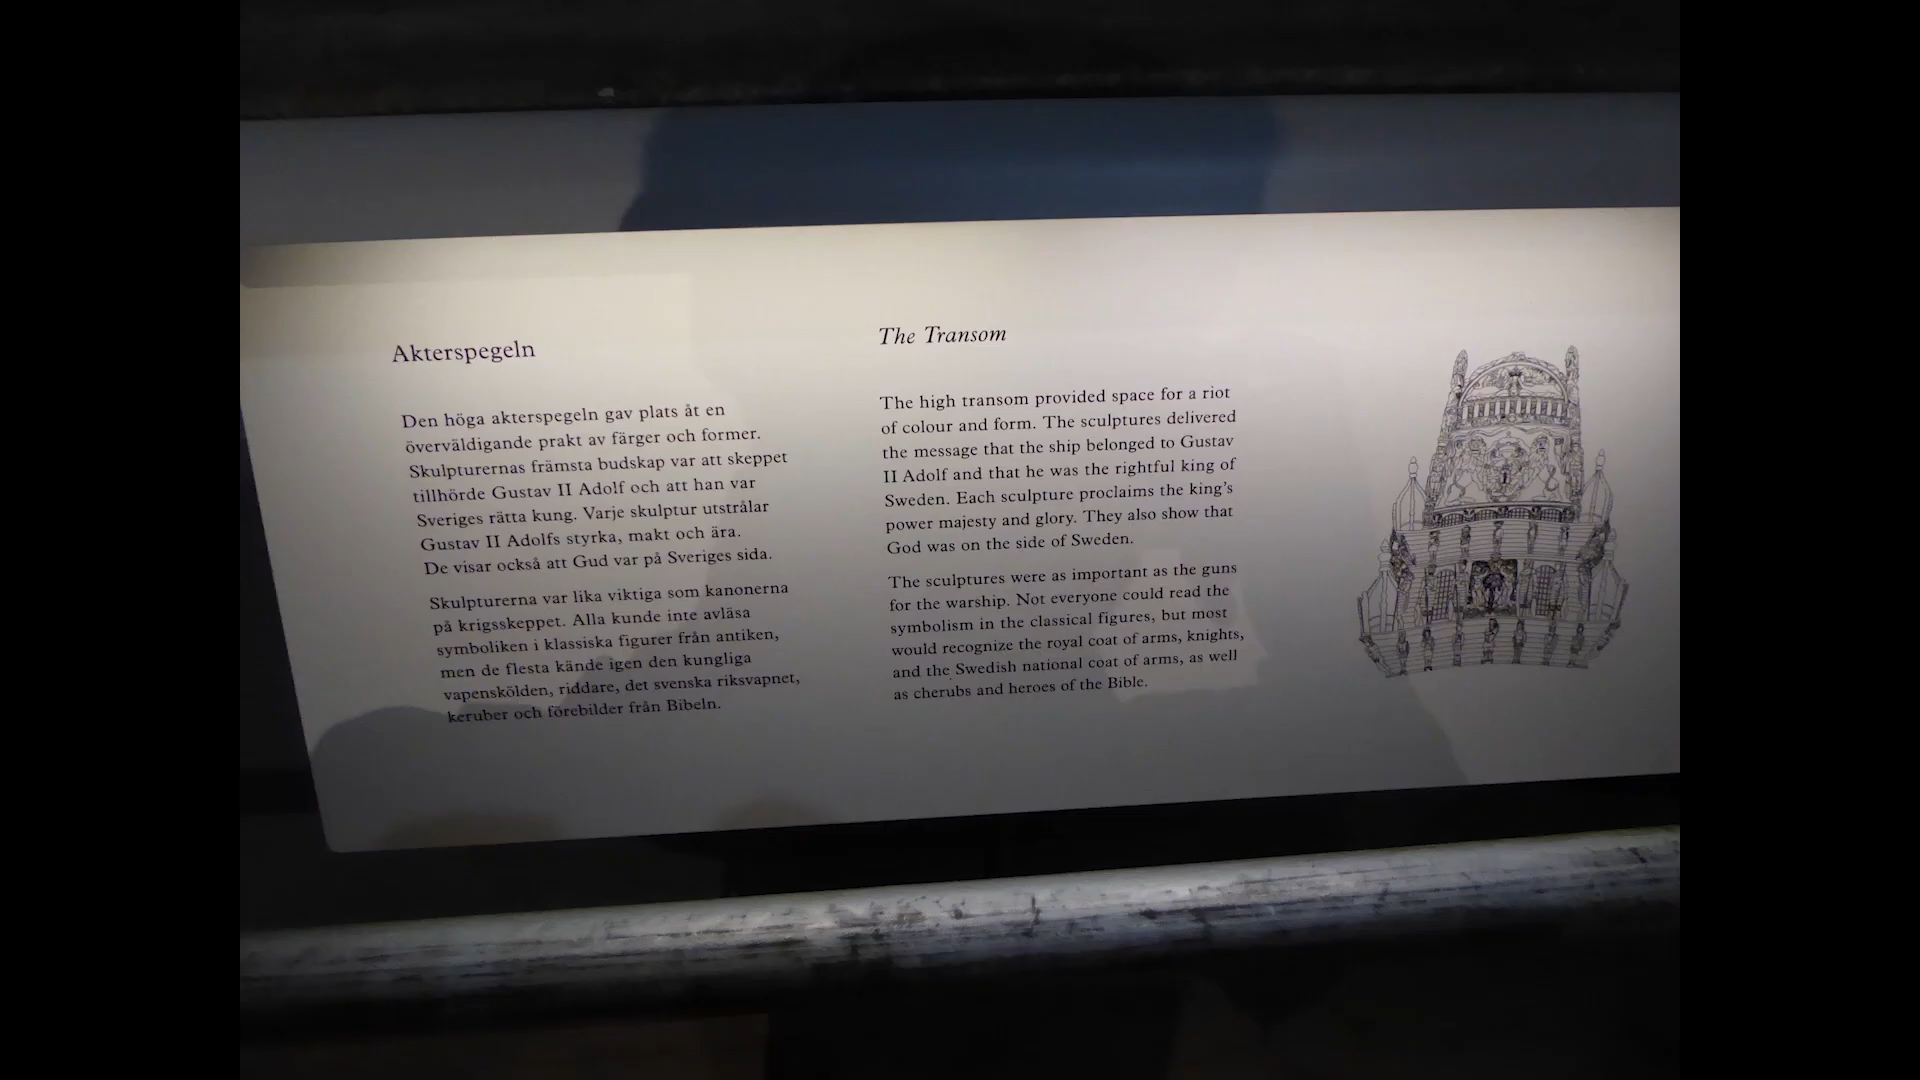 Akterspegeln
Den höga akterspegeln gav plats åt en
överväldigande prakt av färger och former.
Skulpturernas främsta budskap var att skeppet
tillhörde Gustav II Adolf och att han var
Sveriges rätta kung. Varje skulptur utstrålar
Gustav II Adolfs styrka, makt och ära.
De visar också att Gud var på Sveriges sida.
Skulpturerna var lika viktiga som kanonerna
på krigsskeppet. Alla kunde inte avläsa
symboliken i klassiska figurer från antiken,
men de flesta kände igen den kungliga
vapenskölden, riddare, det svenska riksvapnet,
keruber och förebilder från Bibeln.
The Transom
The high transom provided space for a riot
of colour and form. The sculptures delivered
the message that the ship belonged to Gustav
II Adolf and that he was the rightful king of
Sweden. Each sculpture proclaims the king's
power majesty and glory. They also show that
God was on the side of Sweden.
The sculptures were as important as the guns
for the warship. Not everyone could read the
symbolism in the classical figures, but most
would recognize the royal coat of arms, knights,
and the Swedish national coat of arms, as well
as cherubs and heroes of the Bible.